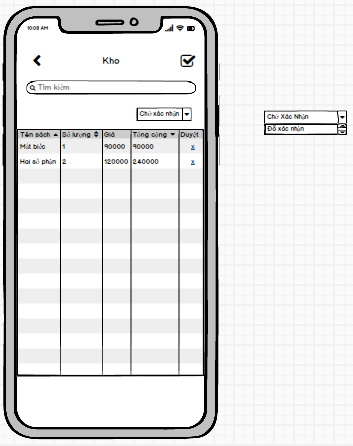 10:08 AM
Kho
Tìm kiếm
Chờ xác nhận
Chờ Xác Nhận
Đã xác nhận
Tên sách Số lượng Giá Tổng cộng Duyệt
Mắt biếc 1 90000 90000 x
Hai số phận 2 120000 240000 x